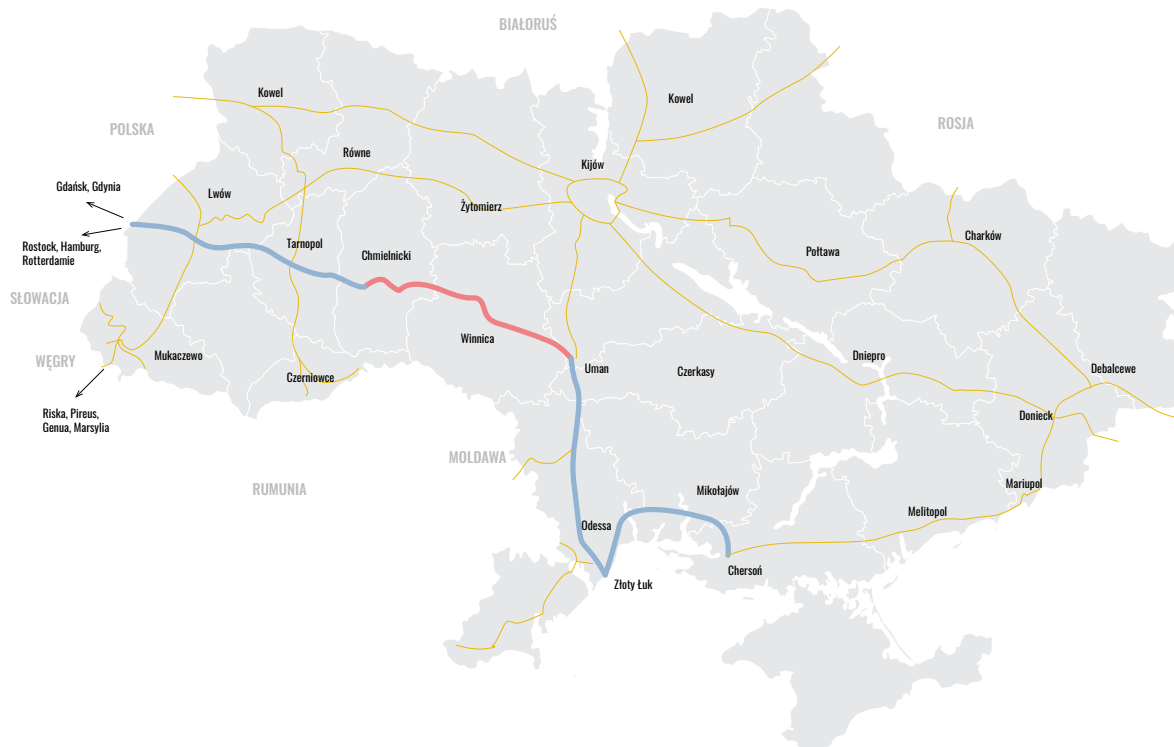 BIAŁORUŚ
Kowel
Kowel
POLSKA
ROSJA
Równe
Kijów
Gdańsk, Gdynia
Lwów
Żytomierz
Charków
Rostock, Hamburg,
Rotterdamie
Tarnopol
Chmielnicki
Połtawa
SŁOWACJA
Winnica
WĘGRY
Mukaczewo
Dniepro
Uman
Czerkasy
Debalcewe
Czerniowce
Riska, Pireus,
Genua, Marsylia
Donieck
MOLDAWA
RUMUNIA
Mikołajów
Mariupol
Melitopol
Odessa
Chersoń
Złoty Łuk